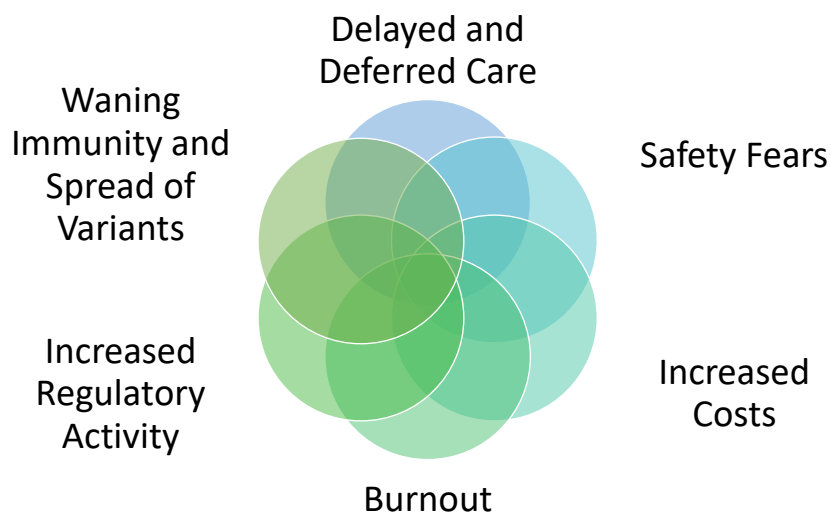 Delayed and
Deferred Care
Safety Fears
Increased
Costs
Burnout
Increased
Regulatory
Activity
Waning
Immunity and
Spread of
Variants